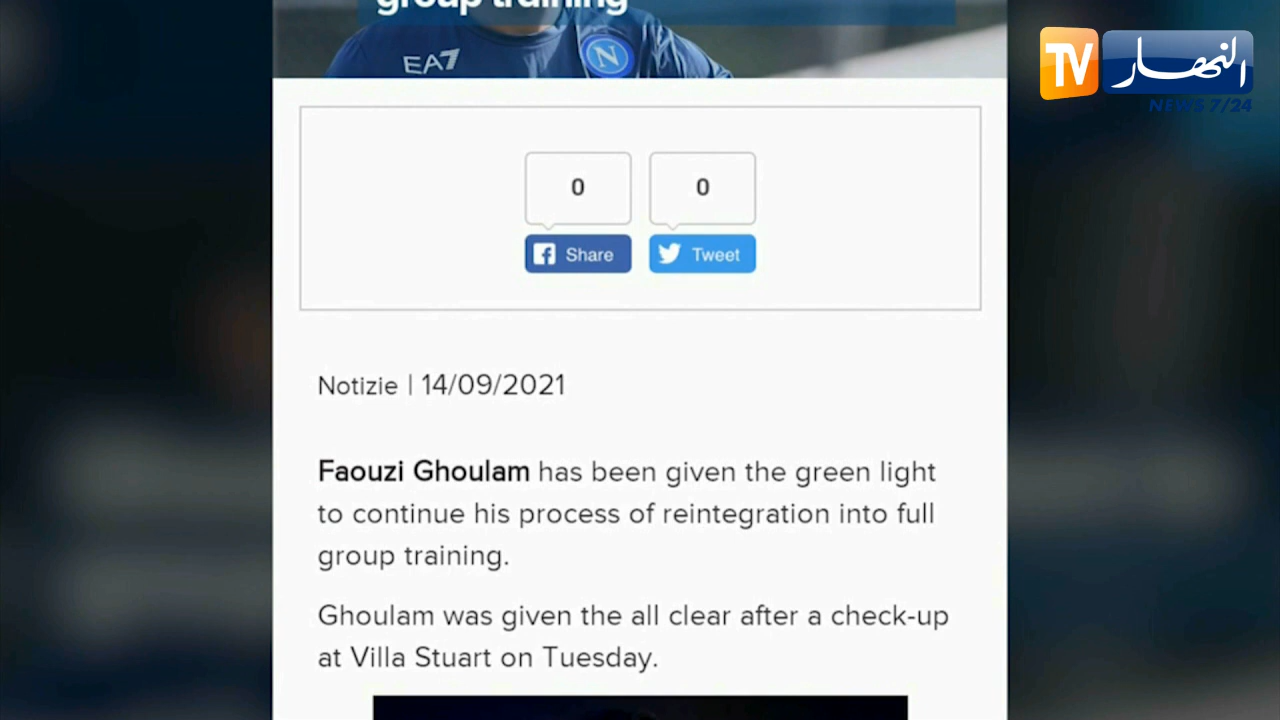 group training
EA7
N
TV النهار
NEWS 7/24
0 0
Share Tweet
Notizie | 14/09/2021
Faouzi Ghoulam has been given the green light
to continue his process of reintegration into full
group training.
Ghoulam was given the all clear after a check-up
at Villa Stuart on Tuesday.